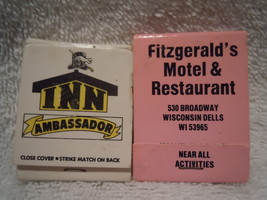 INN
AMBASSADOR
CLOSE COVER • STRIKE MATCH ON BACK
Fitzgerald's
Motel &
Restaurant
530 BROADWAY
WISCONSIN DELLS
WI 53965
NEAR ALL
ACTIVITIES